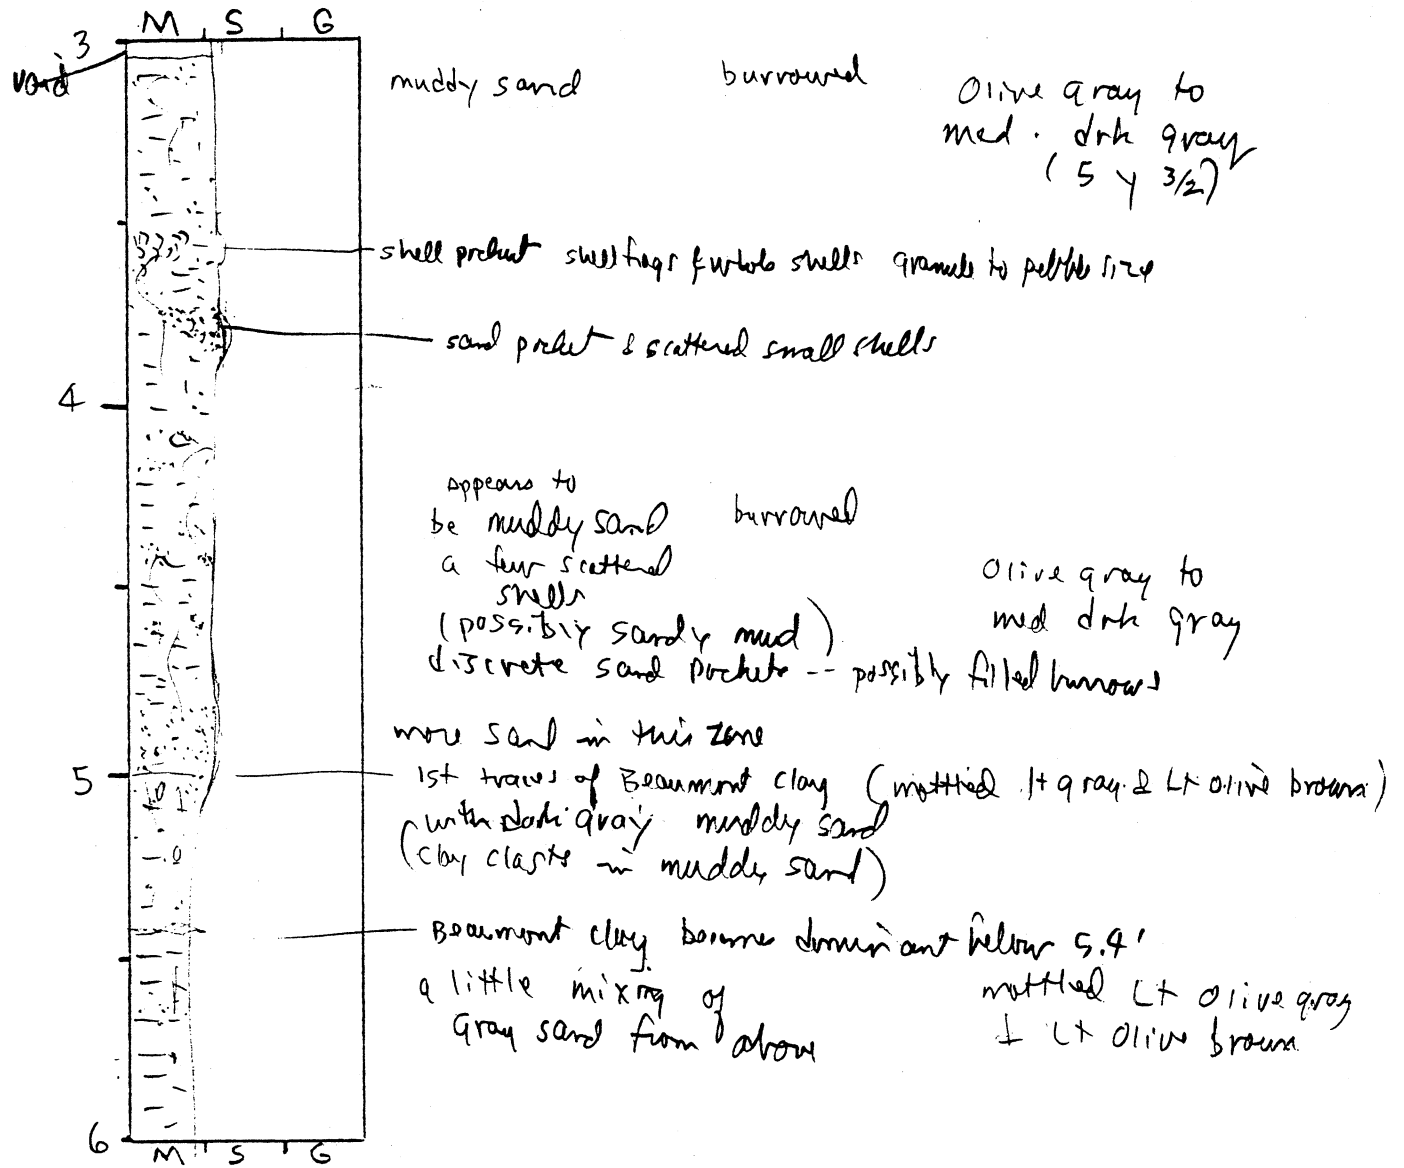 M S G
3
void
muddy sand burrowed Olive gray to
med. drk gray
(5 Y 3/2)
shell pocket shell frags & whole shells granule to pebble size
sand pocket & scattered small shells
4
appears to
be muddy sand burrowed
a few scattered
shells
(possibly sandy mud)
Olive gray to
med drk gray
discrete sand pockets -- possibly filled burrows
more sand in this zone
5
1st traces of Beaumont clay (mottled lt gray & Lt olive brown)
with dark gray muddy sand
(clay clasts in muddy sand)
Beaumont clay becomes dominant below 5.4'
a little mixing of
gray sand from above
mottled Lt Olive gray
& Lt Olive brown
6
M S G